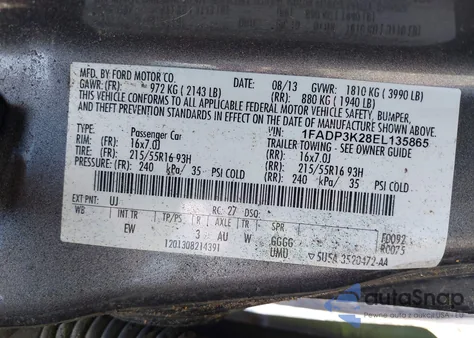 MFD. BY FORD MOTOR CO.
DATE: 08/13 GVWR: 1810 KG ( 3990 LB)
GAWR: (FR) 972 KG ( 2143 LB) (RR) 880 KG ( 1940 LB)
THIS VEHICLE CONFORMS TO ALL APPLICABLE FEDERAL MOTOR VEHICLE SAFETY,
BUMPER, AND THEFT PREVENTION STANDARDS IN EFFECT ON THE DATE OF MANUFACTURE SHOWN ABOVE.
TYPE: Passenger Car VIN: 1FADP3K28EL135865
TRAILER TOWING - SEE OWNER GUIDE
(FR) (RR)
RIM: 16x7.0J 16x7.0J
TIRE: 215/55R16 93H 215/55R16 93H
PRESSURE (FR) 240 kPa/ 35 PSI COLD (RR) 240 kPa/ 35 PSI COLD
EXT PNT: UJ RC: 27 DSO:
WB INT TR TP/PS R AXLE TR SPR
EW 3 AU W GGGG F0092
1201308214391 UMU R0075
5U5A 3520472 AA
autoSnap
Pewne auto z USA